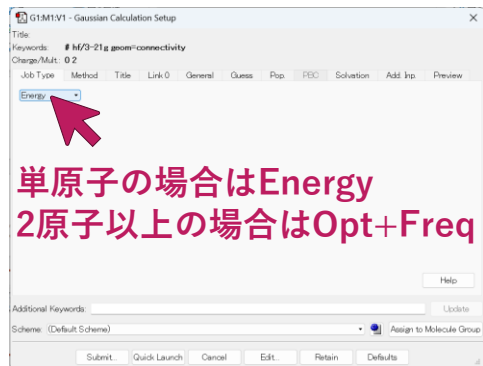 G1:M1:V1 - Gaussian Calculation Setup
Title:
Keywords: # hf/3-21g geom=connectivity
Charge/Mult.: 0 2
Job Type Method Title Link 0 General Guess Pop. PBC Solvation Add. Inp. Preview
Energy
単原子の場合はEnergy
2原子以上の場合はOpt+Freq
Help
Additional Keywords: Update
Scheme: (Default Scheme) Assign to Molecule Group
Submit... Quick Launch Cancel Edit... Retain Defaults